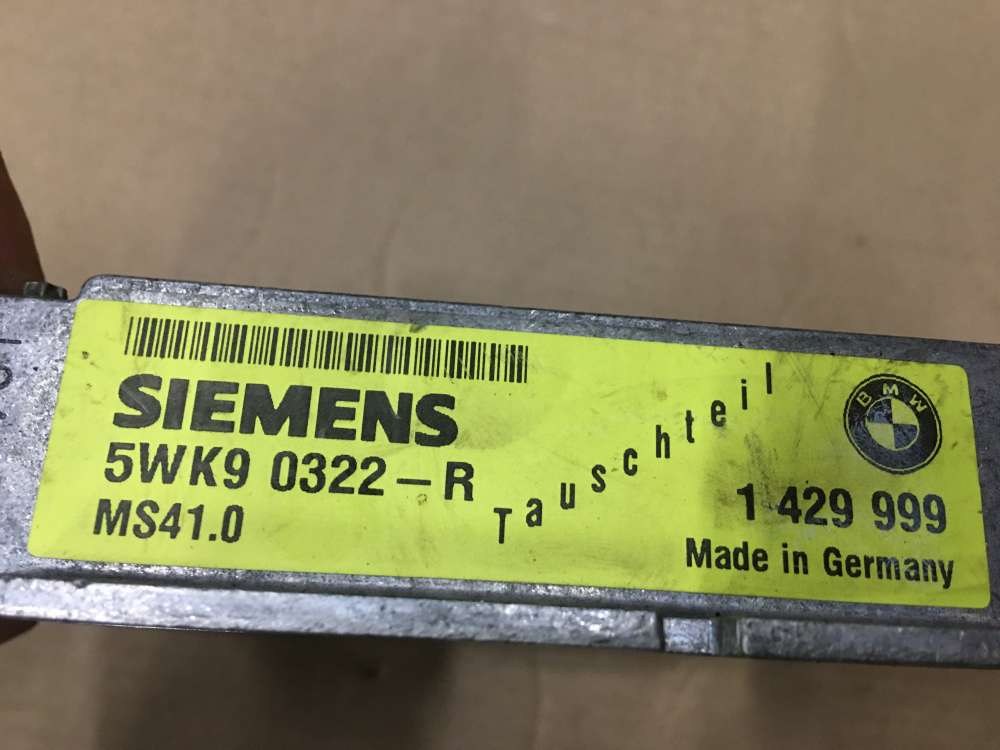 SIEMENS
5WK9 0322-R
MS41.0
Tauschteil
BMW
1 429 999
Made in Germany